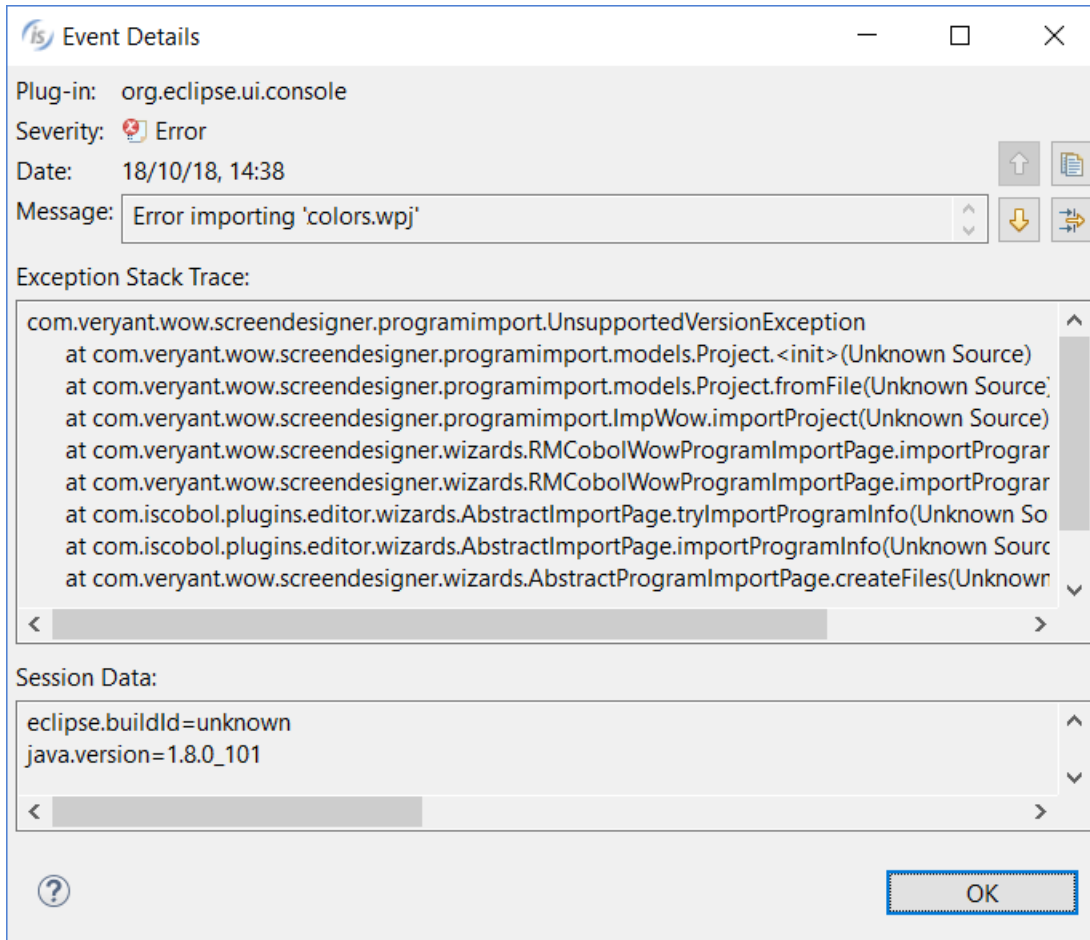 is Event Details
Plug-in: org.eclipse.ui.console
Severity: Error
Date: 18/10/18, 14:38
Message: Error importing 'colors.wpj'
Exception Stack Trace:
com.veryant.wow.screendesigner.programimport.UnsupportedVersionException
at com.veryant.wow.screendesigner.programimport.models.Project.<init>(Unknown Source)
at com.veryant.wow.screendesigner.programimport.models.Project.fromFile(Unknown Source)
at com.veryant.wow.screendesigner.programimport.ImpWow.importProject(Unknown Source)
at com.veryant.wow.screendesigner.wizards.RMCobolWowProgramImportPage.importPrograr
at com.veryant.wow.screendesigner.wizards.RMCobolWowProgramImportPage.importPrograr
at com.iscobol.plugins.editor.wizards.AbstractImportPage.tryImportProgramInfo(Unknown So
at com.iscobol.plugins.editor.wizards.AbstractImportPage.importProgramInfo(Unknown Sourc
at com.veryant.wow.screendesigner.wizards.AbstractProgramImportPage.createFiles(Unknown
Session Data:
eclipse.buildId=unknown
java.version=1.8.0_101
?
OK